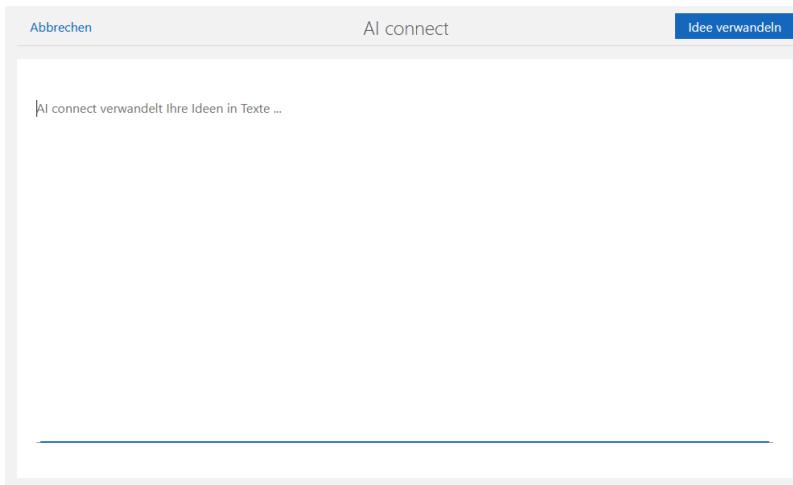 Abbrechen
AI connect
Idee verwandeln
AI connect verwandelt Ihre Ideen in Texte ...